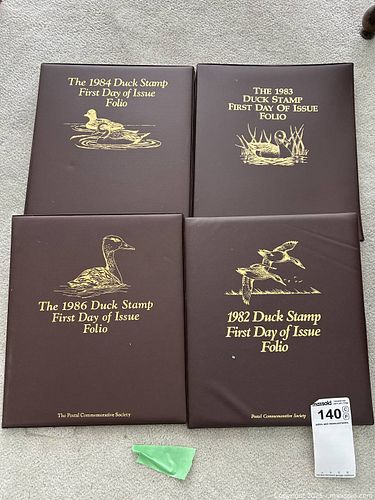 The 1984 Duck Stamp
First Day of Issue
Folio
The 1983
Duck Stamp
First Day Of Issue
Folio
The 1986 Duck Stamp
First Day of Issue
Folio
The Postal Commemorative Society
1982 Duck Stamp
First Day of Issue
Folio
Postal Commemorative Society
maxsold
140